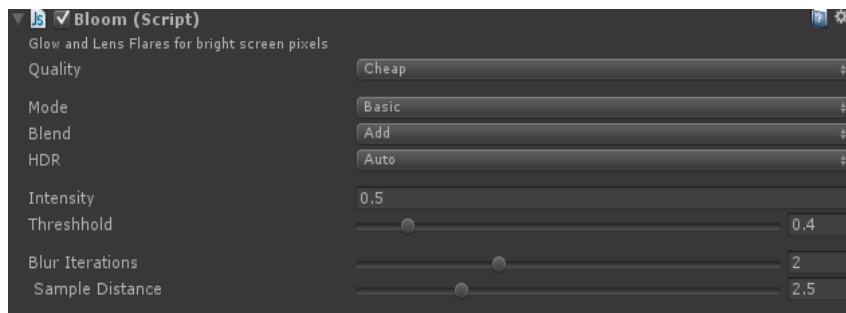 Bloom (Script)
Glow and Lens Flares for bright screen pixels
Quality Cheap
Mode Basic
Blend Add
HDR Auto
Intensity 0.5
Threshhold 0.4
Blur Iterations 2
Sample Distance 2.5